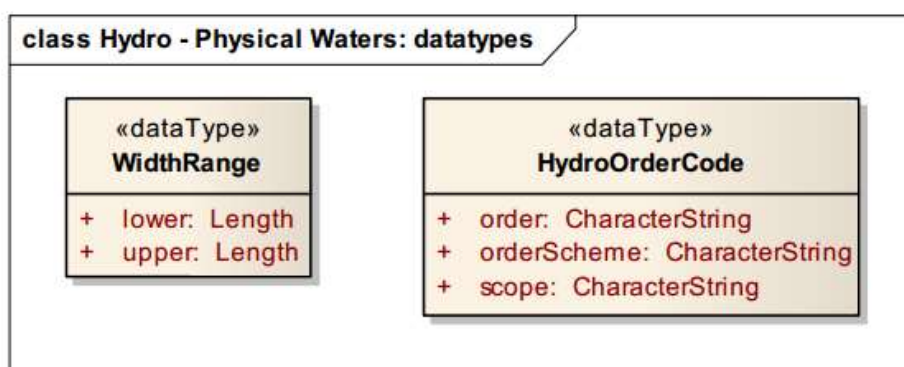 class Hydro - Physical Waters: datatypes
«dataType»
WidthRange
+ lower: Length
+ upper: Length
«dataType»
HydroOrderCode
+ order: CharacterString
+ orderScheme: CharacterString
+ scope: CharacterString